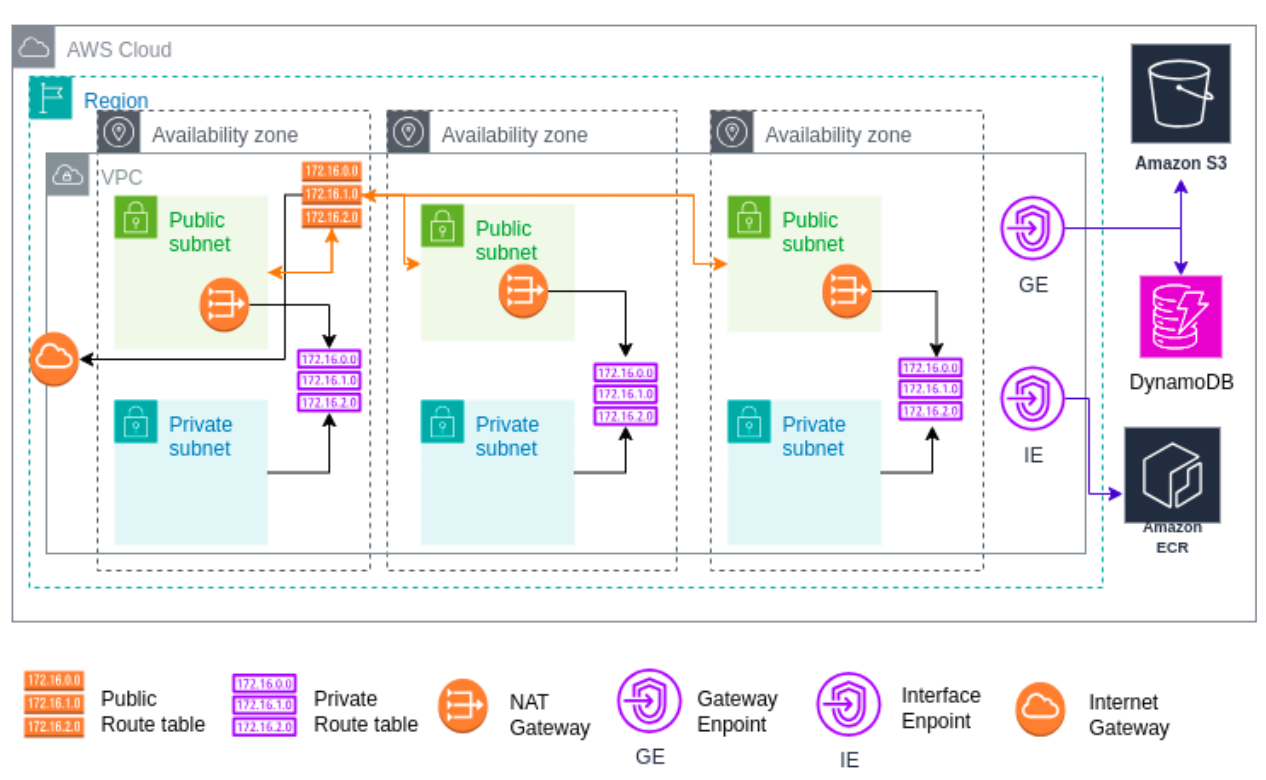 AWS Cloud
Region
Availability zone
Availability zone
Availability zone
VPC
172.16.0.0
172.16.1.0
172.16.2.0
Public
subnet
Public
subnet
Public
subnet
172.16.0.0
172.16.1.0
172.16.2.0
172.16.0.0
172.16.1.0
172.16.2.0
172.16.0.0
172.16.1.0
172.16.2.0
Private
subnet
Private
subnet
Private
subnet
GE
IE
Amazon S3
DynamoDB
Amazon
ECR
172.16.0.0
172.16.1.0
172.16.2.0
Public
Route table
172.16.0.0
172.16.1.0
172.16.2.0
Private
Route table
NAT
Gateway
GE
Gateway
Enpoint
IE
Interface
Enpoint
Internet
Gateway